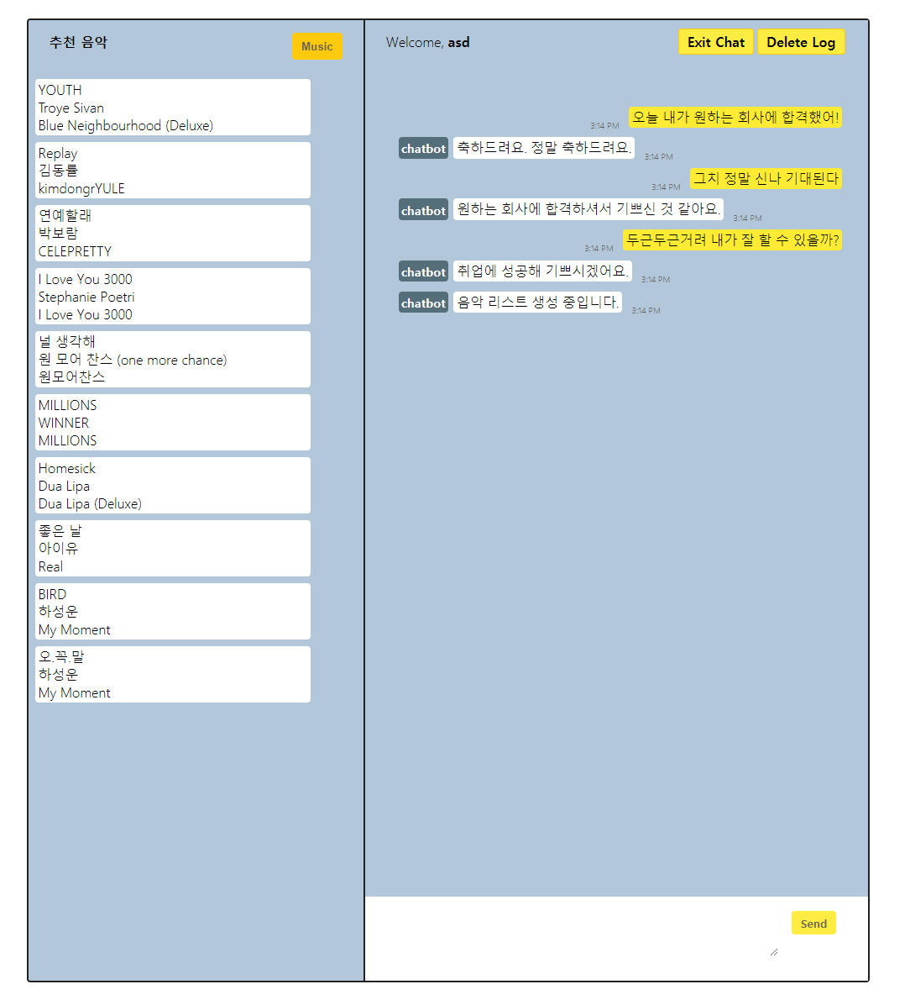 추천 음악
Music
YOUTH
Troye Sivan
Blue Neighbourhood (Deluxe)
Replay
김동률
kimdongrYULE
연예할래
박보람
CELEPRETTY
I Love You 3000
Stephanie Poetri
I Love You 3000
널 생각해
원 모어 찬스 (one more chance)
원모어찬스
MILLIONS
WINNER
MILLIONS
Homesick
Dua Lipa
Dua Lipa (Deluxe)
좋은 날
아이유
Real
BIRD
하성운
My Moment
오.꼭.말
하성운
My Moment
Welcome, asd
Exit Chat
Delete Log
3:14 PM 오늘 내가 원하는 회사에 합격했어!
chatbot 축하드려요. 정말 축하드려요. 3:14 PM
3:14 PM 그치 정말 신나 기대된다
chatbot 원하는 회사에 합격하셔서 기쁘신 것 같아요. 3:14 PM
3:14 PM 두근두근거려 내가 잘 할 수 있을까?
chatbot 취업에 성공해 기쁘시겠어요. 3:14 PM
chatbot 음악 리스트 생성 중입니다. 3:14 PM
Send